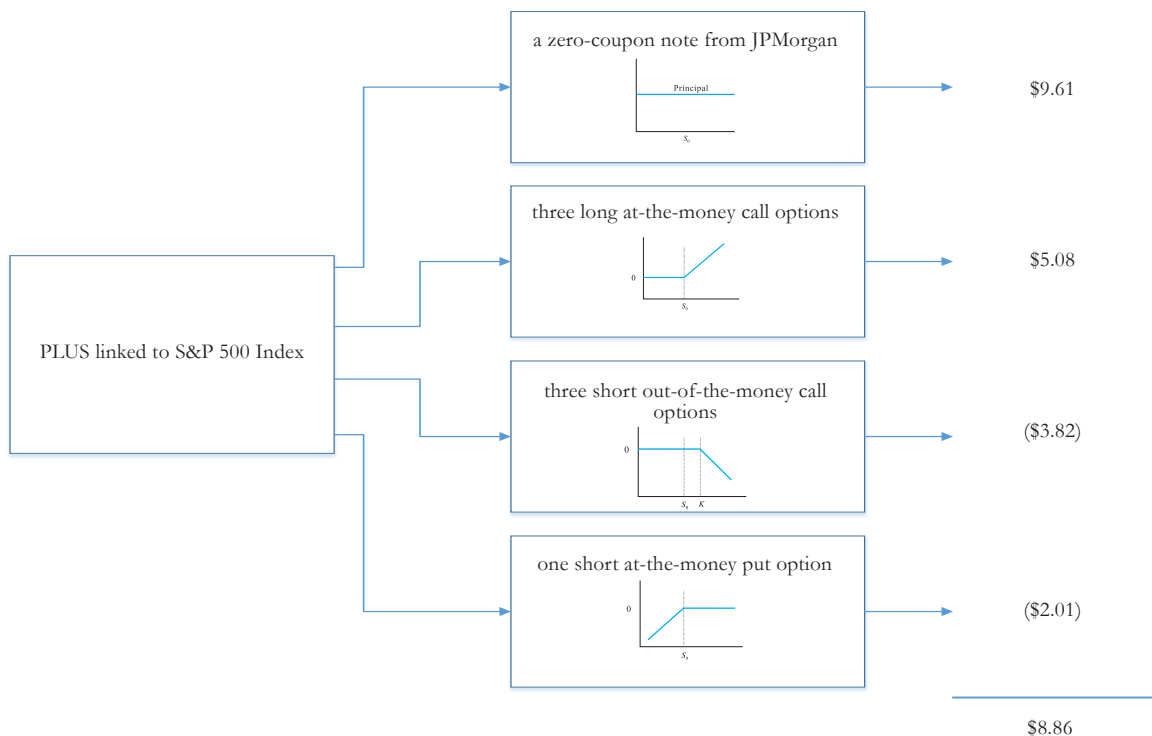 a zero-coupon note from JPMorgan
Principal
S₀
$9.61
three long at-the-money call options
0
S₀
$5.08
PLUS linked to S&P 500 Index
three short out-of-the-money call
options
0
S₀ K
($3.82)
one short at-the-money put option
0
S₀
($2.01)
$8.86